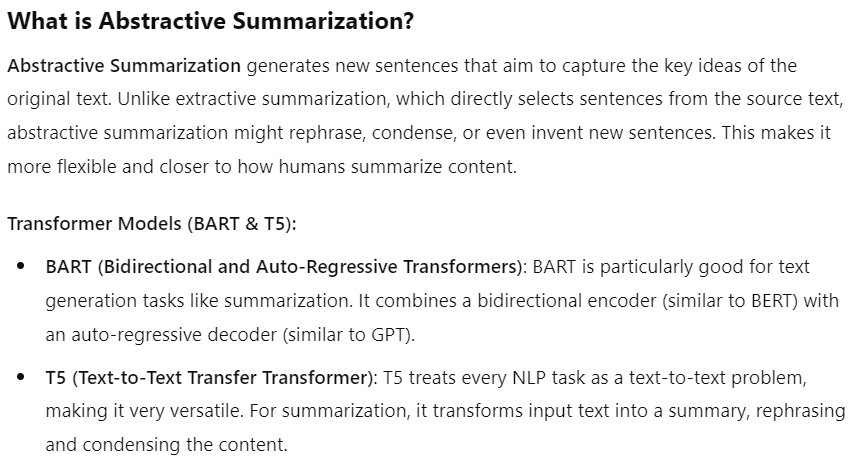 What is Abstractive Summarization?
Abstractive Summarization generates new sentences that aim to capture the key ideas of the
original text. Unlike extractive summarization, which directly selects sentences from the source text,
abstractive summarization might rephrase, condense, or even invent new sentences. This makes it
more flexible and closer to how humans summarize content.
Transformer Models (BART & T5):
• BART (Bidirectional and Auto-Regressive Transformers): BART is particularly good for text
generation tasks like summarization. It combines a bidirectional encoder (similar to BERT) with
an auto-regressive decoder (similar to GPT).
• T5 (Text-to-Text Transfer Transformer): T5 treats every NLP task as a text-to-text problem,
making it very versatile. For summarization, it transforms input text into a summary, rephrasing
and condensing the content.